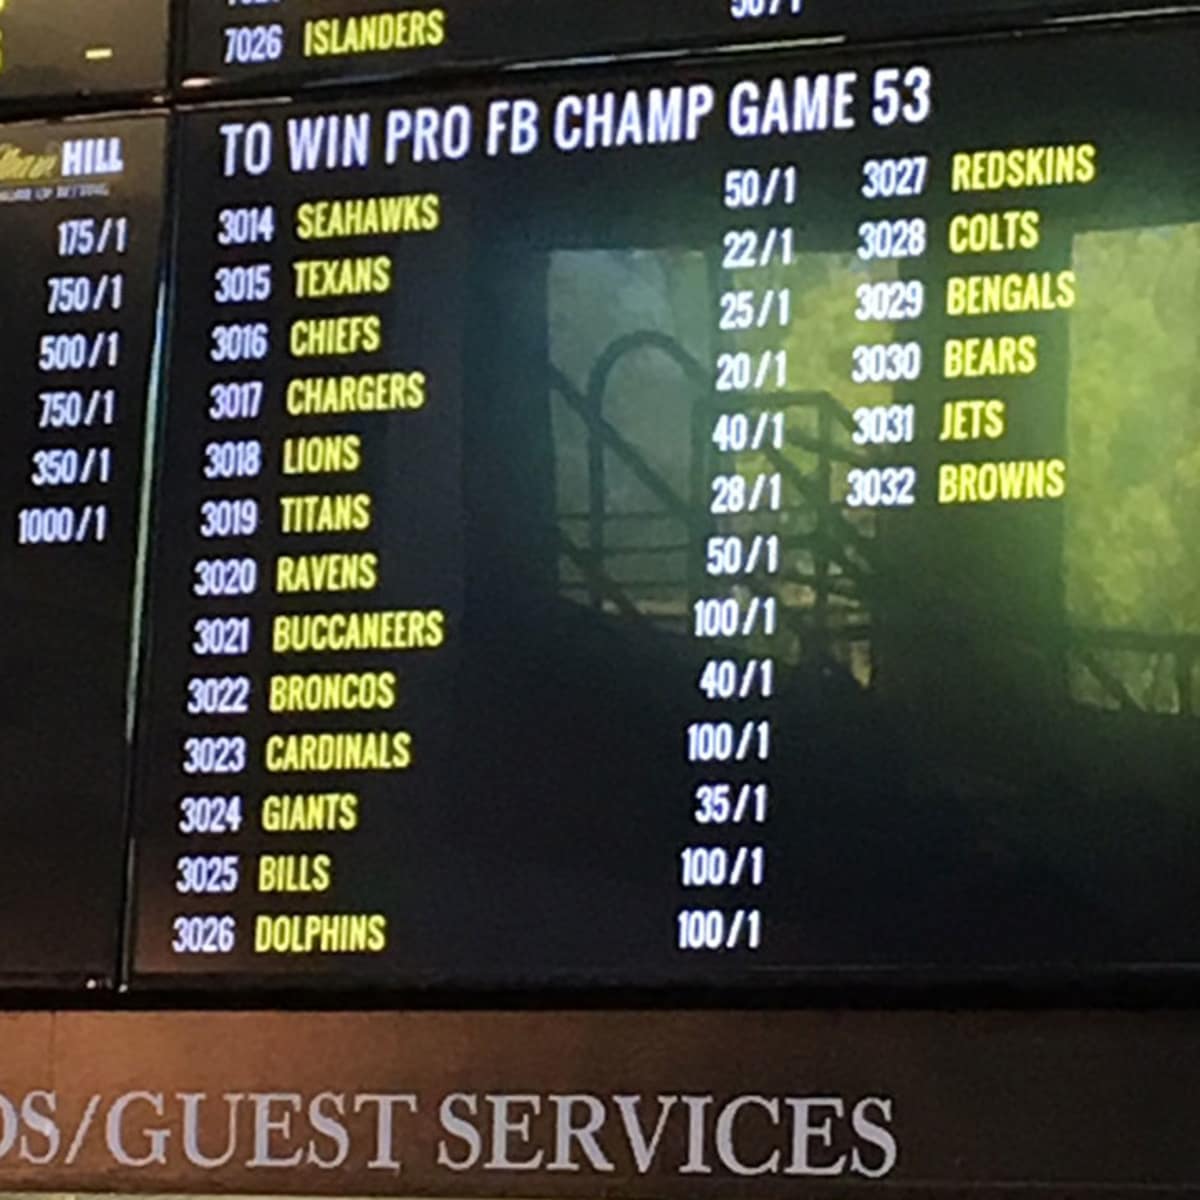 7026 ISLANDERS
TO WIN PRO FB CHAMP GAME 53
HILL
175/1
750/1
500/1
750/1
350/1
1000/1
3014 SEAHAWKS 50/1
3015 TEXANS 22/1
3016 CHIEFS 25/1
3017 CHARGERS 20/1
3018 LIONS 40/1
3019 TITANS 28/1
3020 RAVENS 50/1
3021 BUCCANEERS 100/1
3022 BRONCOS 40/1
3023 CARDINALS 100/1
3024 GIANTS 35/1
3025 BILLS 100/1
3026 DOLPHINS 100/1
3027 REDSKINS
3028 COLTS
3029 BENGALS
3030 BEARS
3031 JETS
3032 BROWNS
/GUEST SERVICES